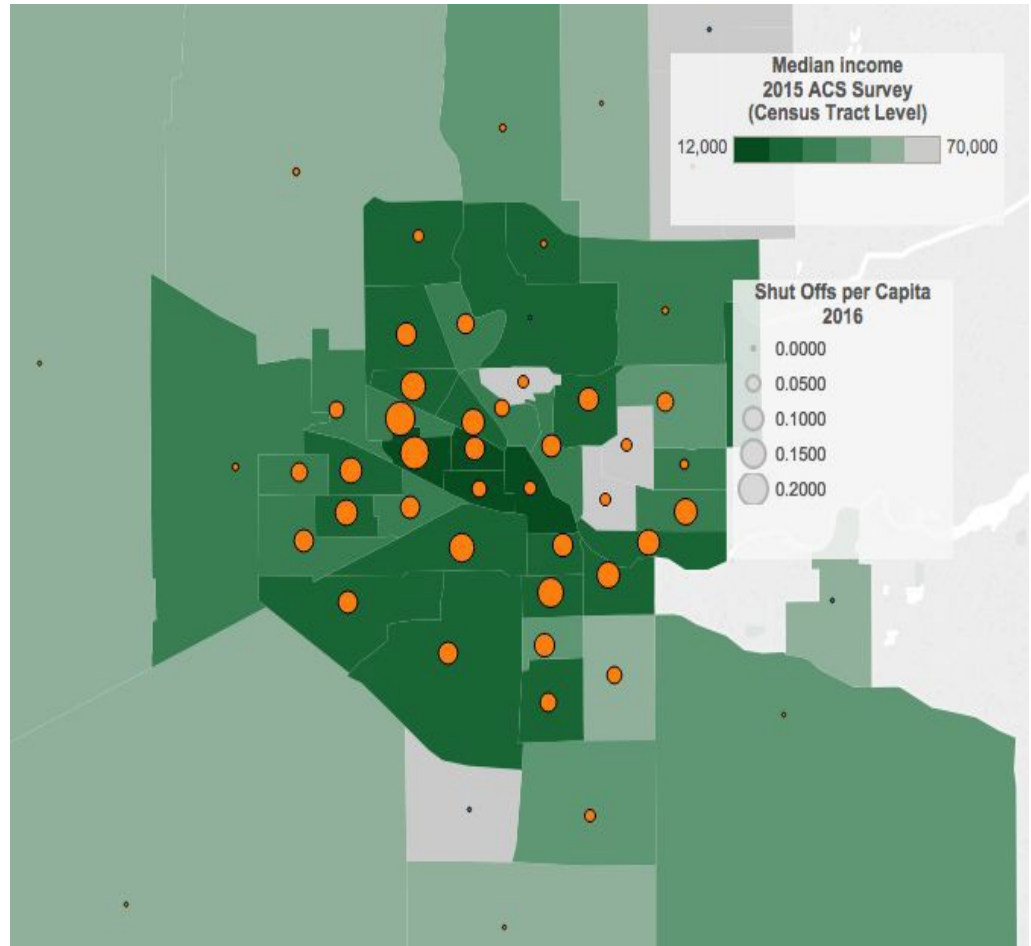 Median income
2015 ACS Survey
(Census Tract Level)
12,000 70,000
Shut Offs per Capita
2016
0.0000
0.0500
0.1000
0.1500
0.2000